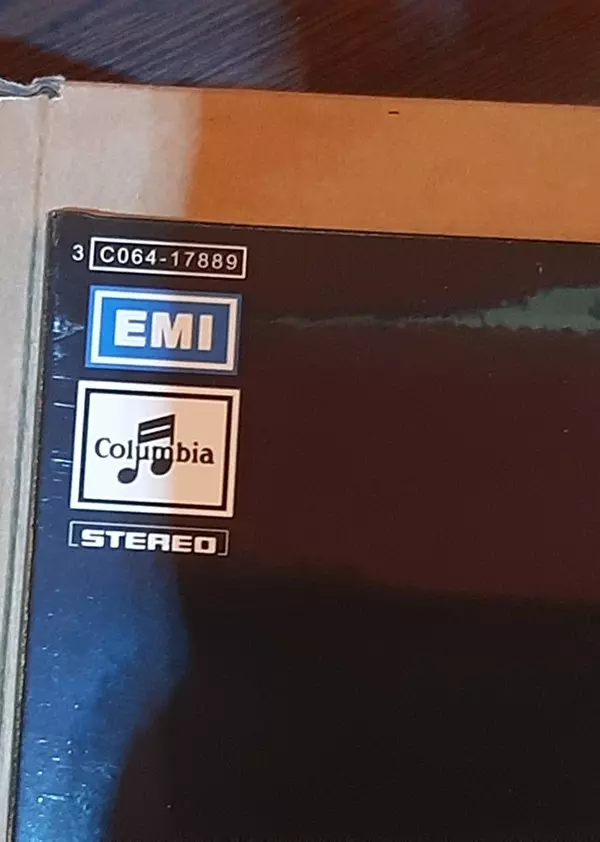 3 C064-17889
EMI
Columbia
STEREO